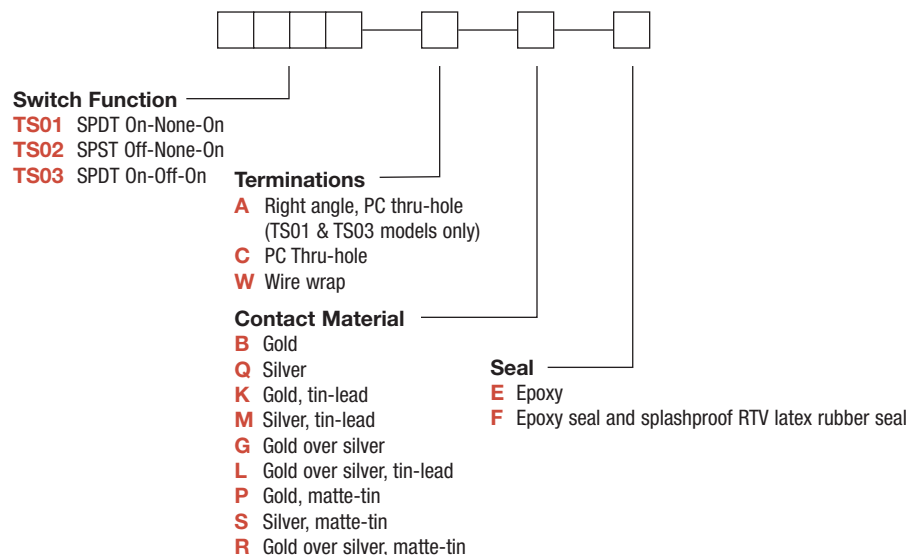 Switch Function
TS01 SPDT On-None-On
TS02 SPST Off-None-On
TS03 SPDT On-Off-On
Terminations
A Right angle, PC thru-hole
(TS01 & TS03 models only)
C PC Thru-hole
W Wire wrap
Contact Material
B Gold
Q Silver
K Gold, tin-lead
M Silver, tin-lead
G Gold over silver
L Gold over silver, tin-lead
P Gold, matte-tin
S Silver, matte-tin
R Gold over silver, matte-tin
Seal
E Epoxy
F Epoxy seal and splashproof RTV latex rubber seal